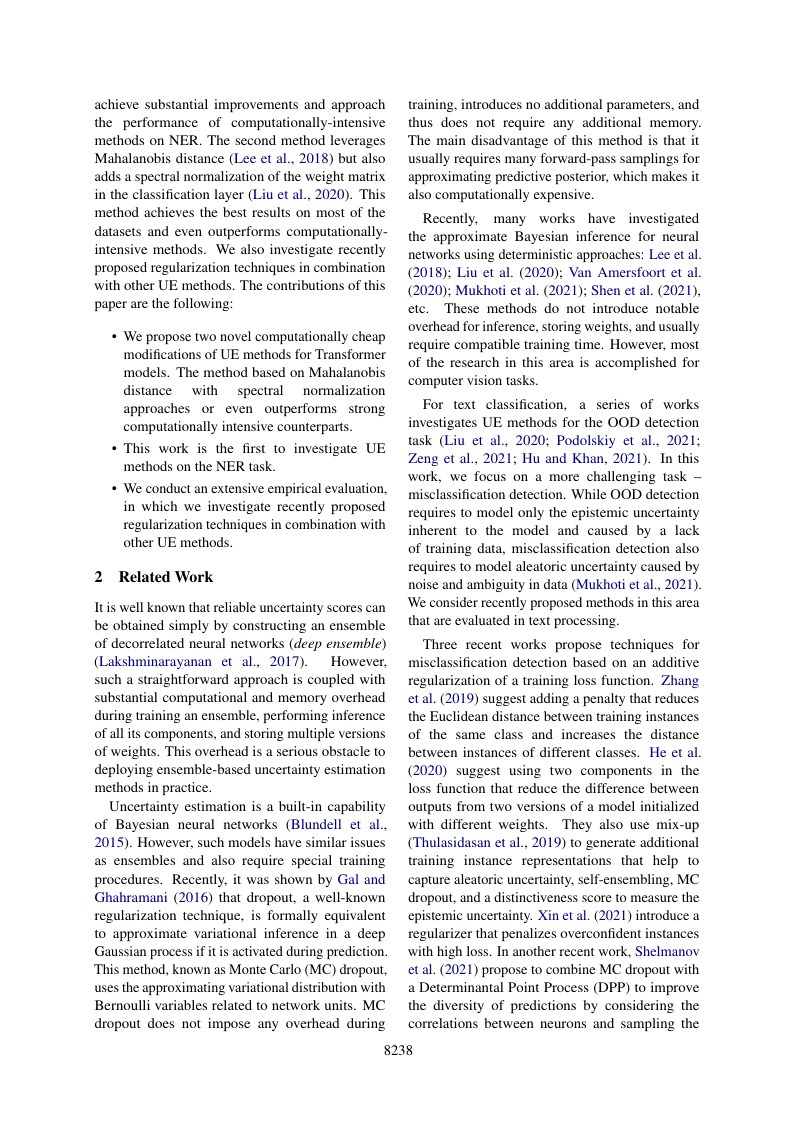 achieve substantial improvements and approach
the performance of computationally-intensive
methods on NER. The second method leverages
Mahalanobis distance (Lee et al., 2018) but also
adds a spectral normalization of the weight matrix
in the classification layer (Liu et al., 2020). This
method achieves the best results on most of the
datasets and even outperforms computationally-
intensive methods. We also investigate recently
proposed regularization techniques in combination
with other UE methods. The contributions of this
paper are the following:
• We propose two novel computationally cheap
modifications of UE methods for Transformer
models. The method based on Mahalanobis
distance with spectral normalization
approaches or even outperforms strong
computationally intensive counterparts.
• This work is the first to investigate UE
methods on the NER task.
• We conduct an extensive empirical evaluation,
in which we investigate recently proposed
regularization techniques in combination with
other UE methods.
2 Related Work
It is well known that reliable uncertainty scores can
be obtained simply by constructing an ensemble
of decorrelated neural networks (deep ensemble)
(Lakshminarayanan et al., 2017). However,
such a straightforward approach is coupled with
substantial computational and memory overhead
during training an ensemble, performing inference
of all its components, and storing multiple versions
of weights. This overhead is a serious obstacle to
deploying ensemble-based uncertainty estimation
methods in practice.
Uncertainty estimation is a built-in capability
of Bayesian neural networks (Blundell et al.,
2015). However, such models have similar issues
as ensembles and also require special training
procedures. Recently, it was shown by Gal and
Ghahramani (2016) that dropout, a well-known
regularization technique, is formally equivalent
to approximate variational inference in a deep
Gaussian process if it is activated during prediction.
This method, known as Monte Carlo (MC) dropout,
uses the approximating variational distribution with
Bernoulli variables related to network units. MC
dropout does not impose any overhead during
training, introduces no additional parameters, and
thus does not require any additional memory.
The main disadvantage of this method is that it
usually requires many forward-pass samplings for
approximating predictive posterior, which makes it
also computationally expensive.
Recently, many works have investigated
the approximate Bayesian inference for neural
networks using deterministic approaches: Lee et al.
(2018); Liu et al. (2020); Van Amersfoort et al.
(2020); Mukhoti et al. (2021); Shen et al. (2021),
etc. These methods do not introduce notable
overhead for inference, storing weights, and usually
require compatible training time. However, most
of the research in this area is accomplished for
computer vision tasks.
For text classification, a series of works
investigates UE methods for the OOD detection
task (Liu et al., 2020; Podolskiy et al., 2021;
Zeng et al., 2021; Hu and Khan, 2021). In this
work, we focus on a more challenging task –
misclassification detection. While OOD detection
requires to model only the epistemic uncertainty
inherent to the model and caused by a lack
of training data, misclassification detection also
requires to model aleatoric uncertainty caused by
noise and ambiguity in data (Mukhoti et al., 2021).
We consider recently proposed methods in this area
that are evaluated in text processing.
Three recent works propose techniques for
misclassification detection based on an additive
regularization of a training loss function. Zhang
et al. (2019) suggest adding a penalty that reduces
the Euclidean distance between training instances
of the same class and increases the distance
between instances of different classes. He et al.
(2020) suggest using two components in the
loss function that reduce the difference between
outputs from two versions of a model initialized
with different weights. They also use mix-up
(Thulasidasan et al., 2019) to generate additional
training instance representations that help to
capture aleatoric uncertainty, self-ensembling, MC
dropout, and a distinctiveness score to measure the
epistemic uncertainty. Xin et al. (2021) introduce a
regularizer that penalizes overconfident instances
with high loss. In another recent work, Shelmanov
et al. (2021) propose to combine MC dropout with
a Determinantal Point Process (DPP) to improve
the diversity of predictions by considering the
correlations between neurons and sampling the
8238